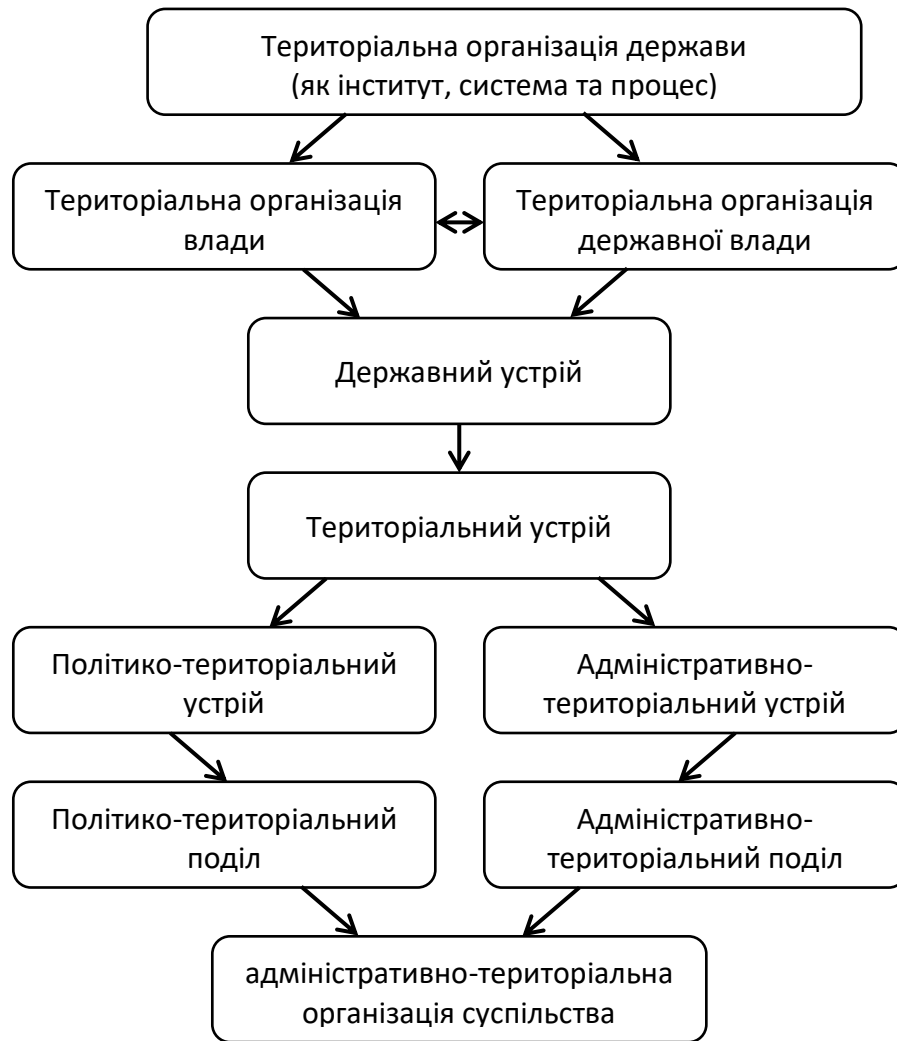 Територіальна організація держави
(як інститут, система та процес)
Територіальна організація
влади
Територіальна організація
державної влади
Державний устрій
Територіальний устрій
Політико-територіальний
устрій
Адміністративно-
територіальний устрій
Політико-територіальний
поділ
Адміністративно-
територіальний поділ
адміністративно-територіальна
організація суспільства